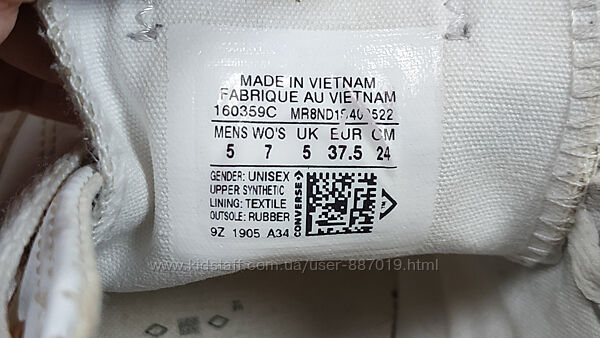 MADE IN VIETNAM
FABRIQUE AU VIETNAM
160359C
MENS WO'S UK EUR CM
5 7 5 37.5 24
GENDER: UNISEX
UPPER SYNTHETIC
LINING: TEXTILE
OUTSOLE: RUBBER
9Z 1905 A34
CONVERSE
www.kidstaff.com.ua/user-887019.html